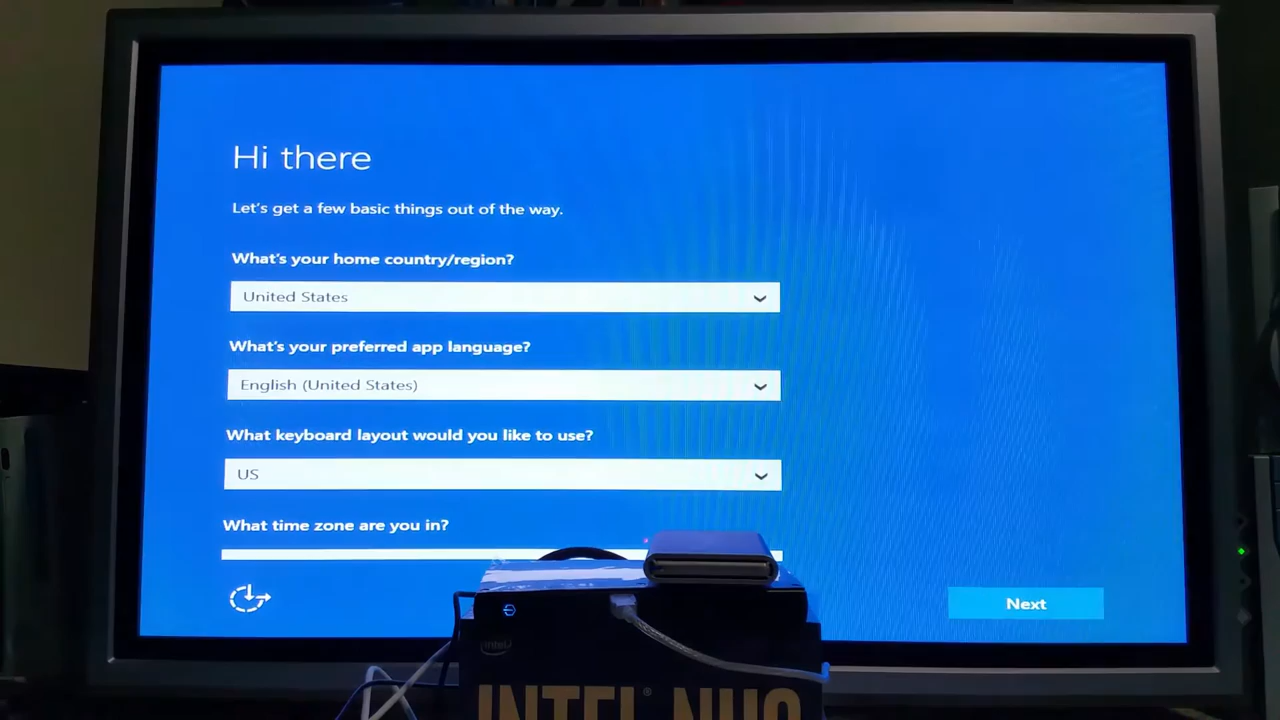 Hi there
Let's get a few basic things out of the way.
What's your home country/region?
United States
What's your preferred app language?
English (United States)
What keyboard layout would you like to use?
US
What time zone are you in?
Next
intel
INTEL® NUC